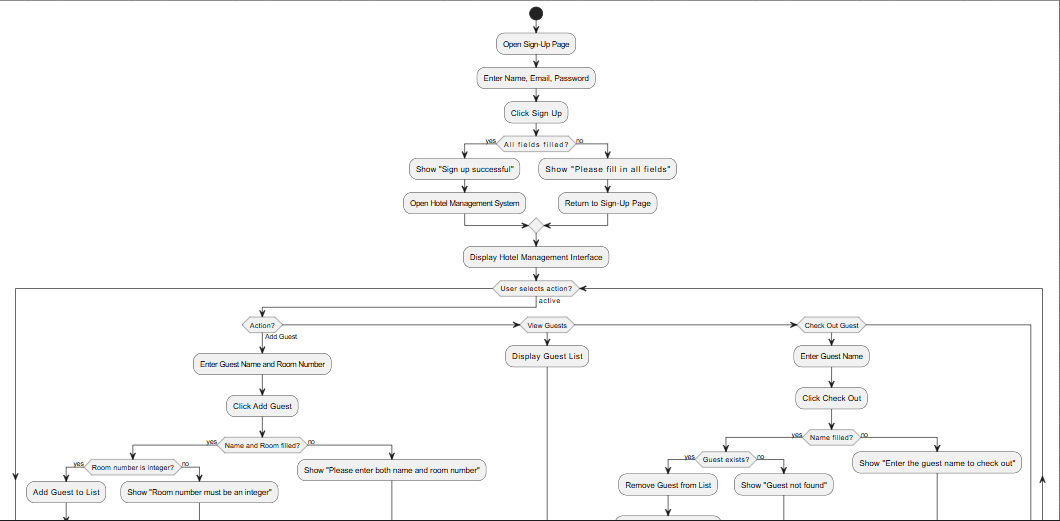 Open Sign-Up Page
Enter Name, Email, Password
Click Sign Up
yes
All fields filled?
no
Show "Sign up successful"
Show "Please fill in all fields"
Open Hotel Management System
Return to Sign-Up Page
Display Hotel Management Interface
User selects action?
active
Action?
View Guests
Check Out Guest
Add Guest
Enter Guest Name and Room Number
Display Guest List
Enter Guest Name
Click Add Guest
Click Check Out
yes
Name and Room filled?
no
yes
Name filled?
no
yes
Room number is integer?
no
Show "Please enter both name and room number"
yes
Guest exists?
no
Show "Enter the guest name to check out"
Add Guest to List
Show "Room number must be an integer"
Remove Guest from List
Show "Guest not found"